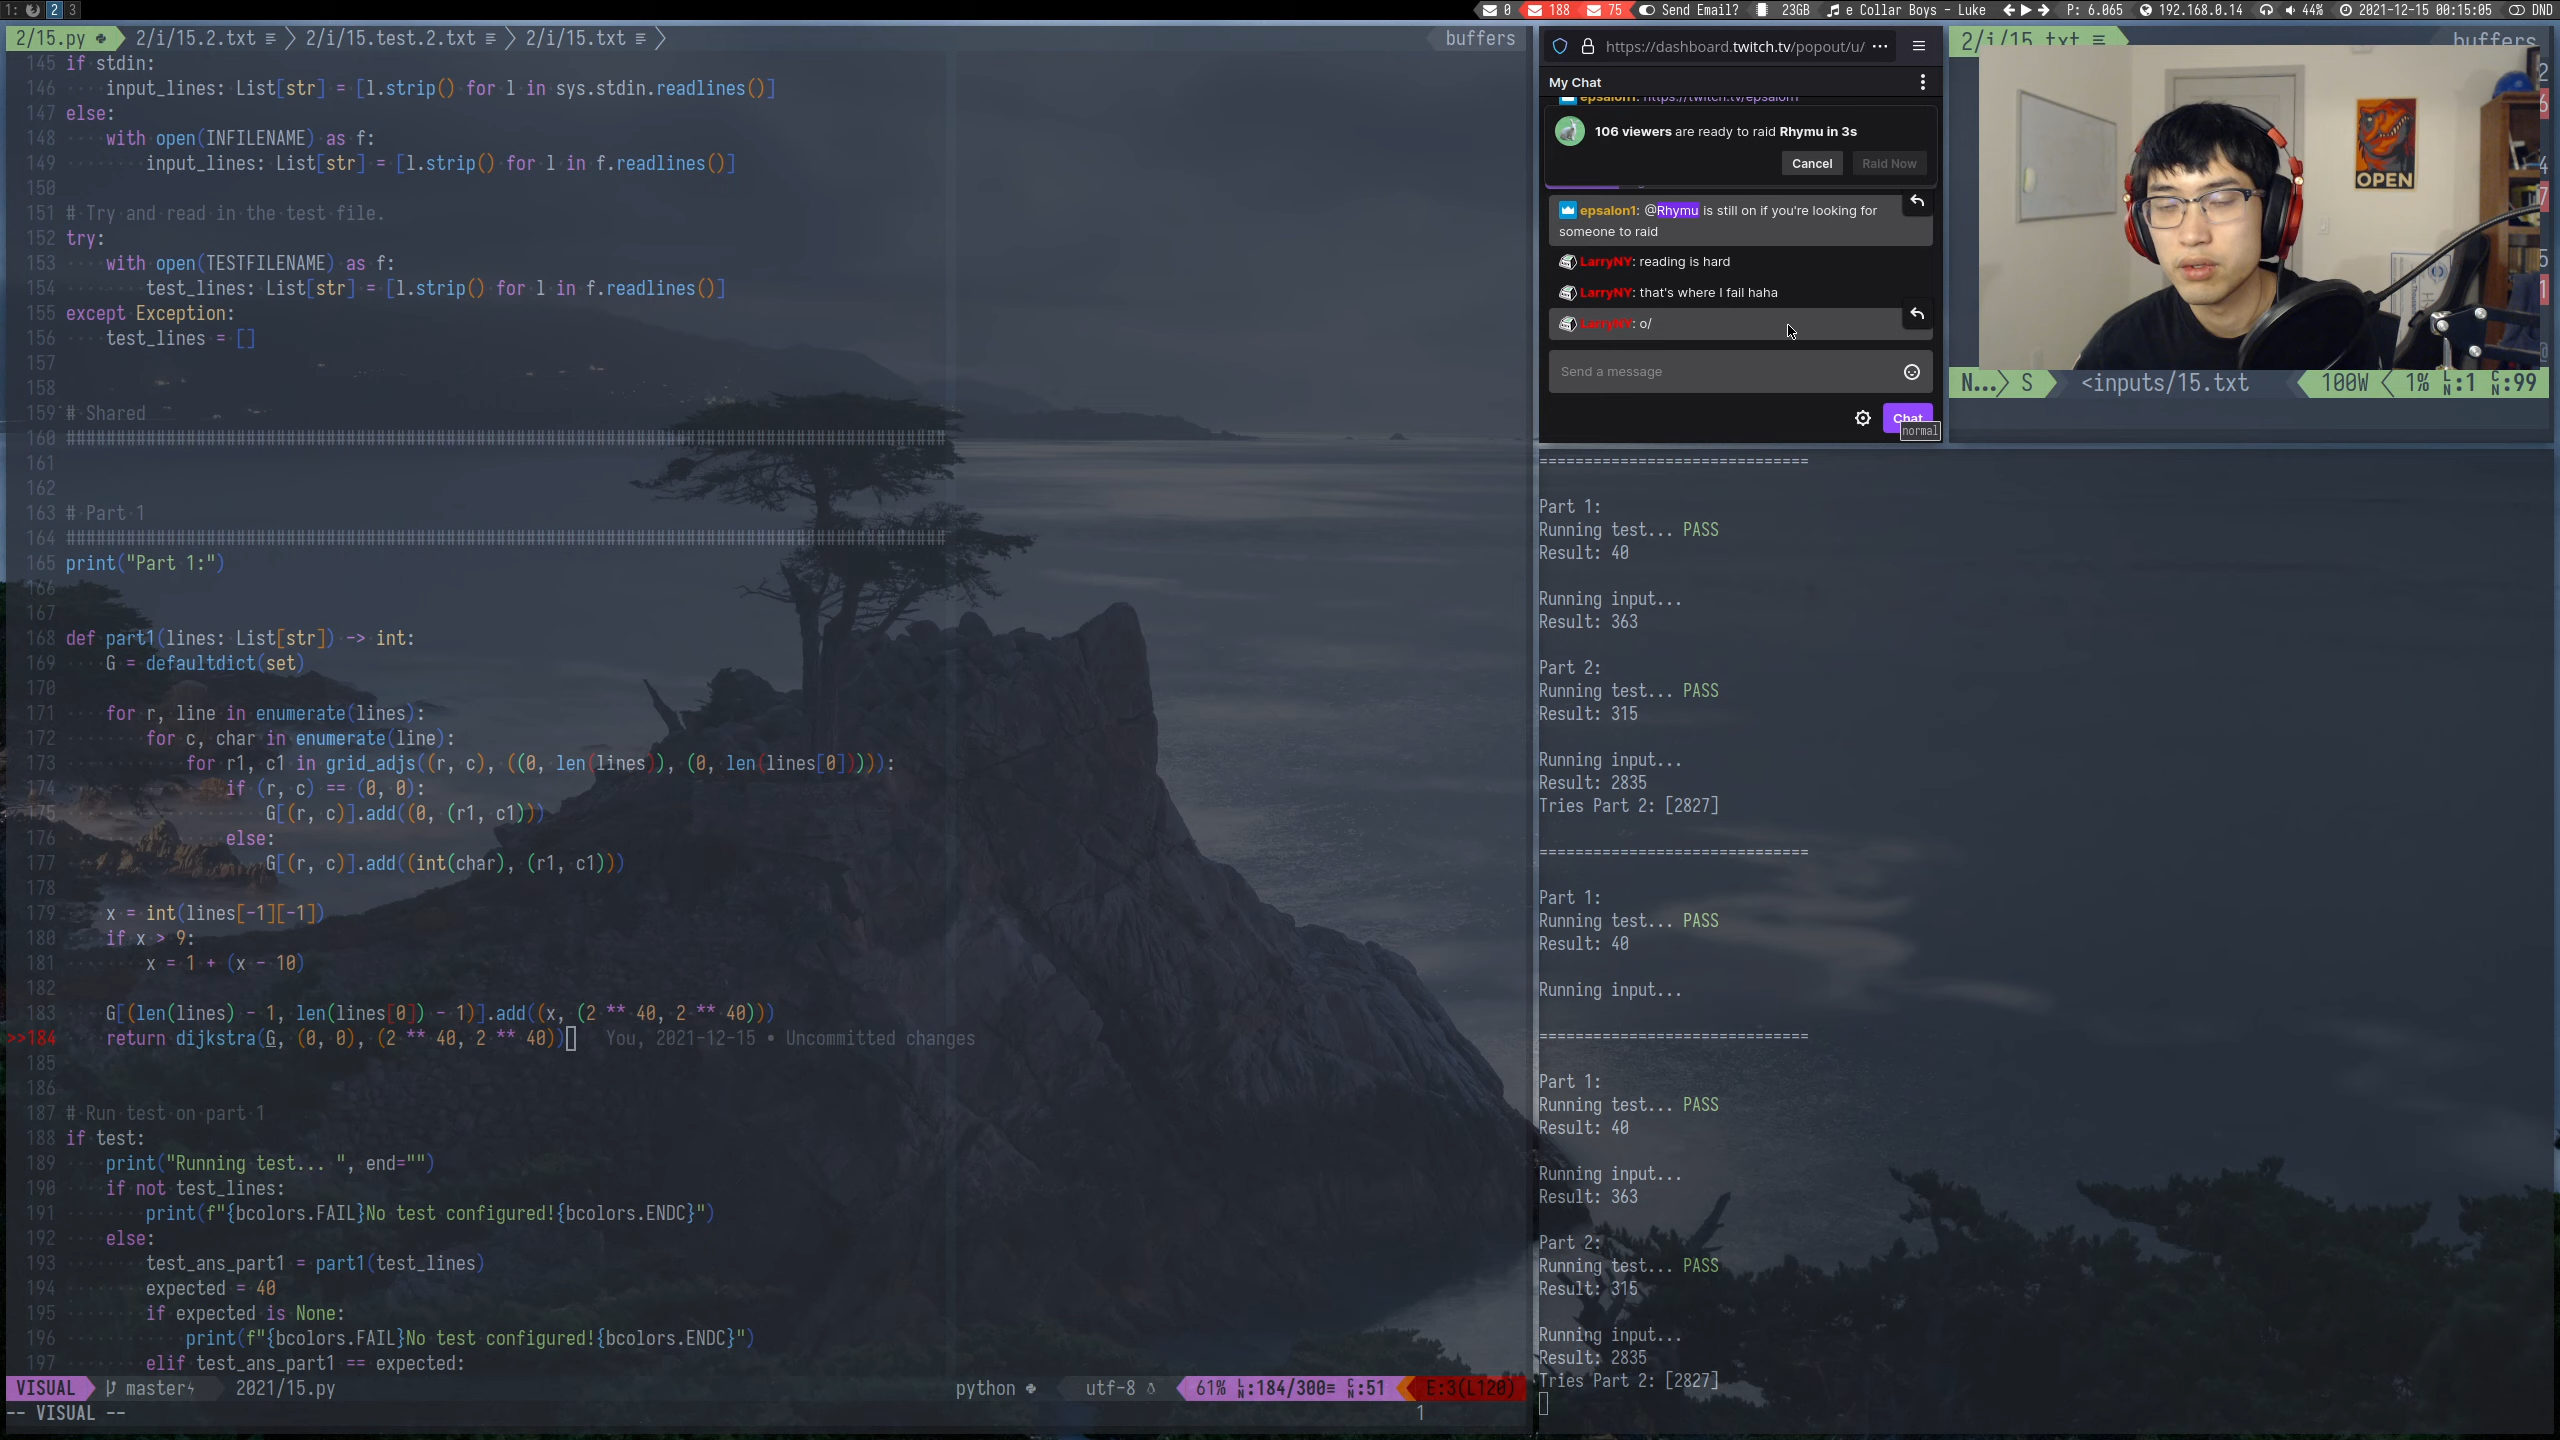 1: 2 3
0 188 75 Send Email? 23GB e Collar Boys - Luke P: 6.065 192.168.0.14 44% 2021-12-15 00:15:05 DND
2/15.py 2/i/15.2.txt 2/i/15.test.2.txt 2/i/15.txt buffers
145 if stdin:
146 input_lines: List[str] = [l.strip() for l in sys.stdin.readlines()]
147 else:
148 with open(INFILENAME) as f:
149 input_lines: List[str] = [l.strip() for l in f.readlines()]
150
151 # Try and read in the test file.
152 try:
153 with open(TESTFILENAME) as f:
154 test_lines: List[str] = [l.strip() for l in f.readlines()]
155 except Exception:
156 test_lines = []
157
158
159 # Shared
160 ########################################################################################
161
162
163 # Part 1
164 ########################################################################################
165 print("Part 1:")
166
167
168 def part1(lines: List[str]) -> int:
169 G = defaultdict(set)
170
171 for r, line in enumerate(lines):
172 for c, char in enumerate(line):
173 for r1, c1 in grid_adjs((r, c), ((0, len(lines)), (0, len(lines[0])))):
174 if (r, c) == (0, 0):
175 G[(r, c)].add((0, (r1, c1)))
176 else:
177 G[(r, c)].add((int(char), (r1, c1)))
178
179 x = int(lines[-1][-1])
180 if x > 9:
181 x = 1 + (x - 10)
182
183 G[(len(lines) - 1, len(lines[0]) - 1)].add((x, (2 ** 40, 2 ** 40)))
>>184 return dijkstra(G, (0, 0), (2 ** 40, 2 ** 40)) You, 2021-12-15 • Uncommitted changes
185
186
187 # Run test on part 1
188 if test:
189 print("Running test... ", end="")
190 if not test_lines:
191 print(f"{bcolors.FAIL}No test configured!{bcolors.ENDC}")
192 else:
193 test_ans_part1 = part1(test_lines)
194 expected = 40
195 if expected is None:
196 print(f"{bcolors.FAIL}No test configured!{bcolors.ENDC}")
197 elif test_ans_part1 == expected:
VISUAL master 2021/15.py python utf-8 61% LN:184/300 CN:51 E:3(L120)
-- VISUAL -- 1
https://dashboard.twitch.tv/popout/u/
My Chat
epsalon1: https://twitch.tv/epsalon1
106 viewers are ready to raid Rhymu in 3s
Cancel Raid Now
epsalon1: @Rhymu is still on if you're looking for
someone to raid
LarryNY: reading is hard
LarryNY: that's where I fail haha
LarryNY: o/
Send a message
Chat
normal
2/i/15.txt buffers
OPEN
N... S <inputs/15.txt 100W 1% LN:1 CN:99
=============================
Part 1:
Running test... PASS
Result: 40
Running input...
Result: 363
Part 2:
Running test... PASS
Result: 315
Running input...
Result: 2835
Tries Part 2: [2827]
=============================
Part 1:
Running test... PASS
Result: 40
Running input...
=============================
Part 1:
Running test... PASS
Result: 40
Running input...
Result: 363
Part 2:
Running test... PASS
Result: 315
Running input...
Result: 2835
Tries Part 2: [2827]